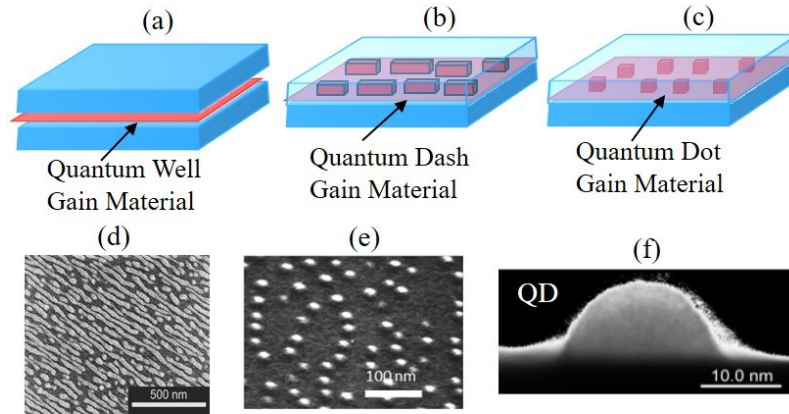 (a)
(b)
(c)
Quantum Well
Gain Material
Quantum Dash
Gain Material
Quantum Dot
Gain Material
(d)
(e)
(f)
500 nm
100 nm
QD
10.0 nm